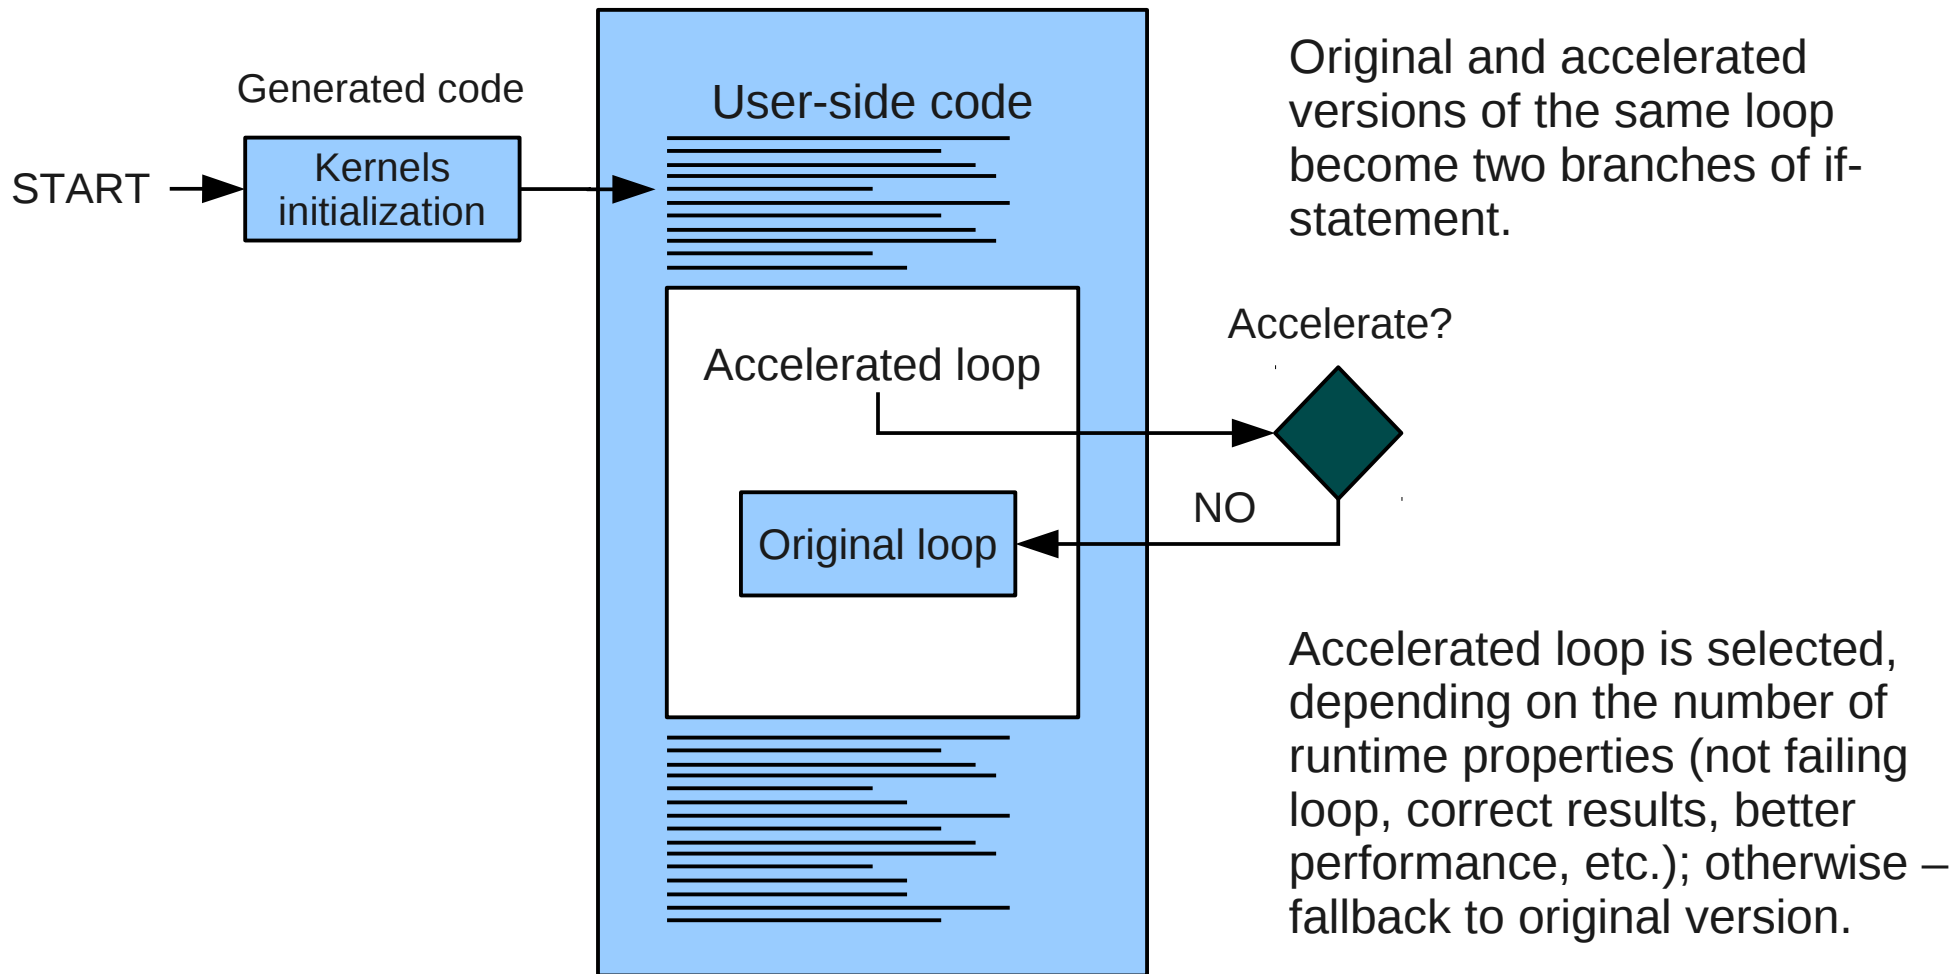 Generated code
START
Kernels
initialization
User-side code
Accelerated loop
Original loop
Original and accelerated
versions of the same loop
become two branches of if-
statement.
Accelerate?
NO
Accelerated loop is selected,
depending on the number of
runtime properties (not failing
loop, correct results, better
performance, etc.); otherwise –
fallback to original version.